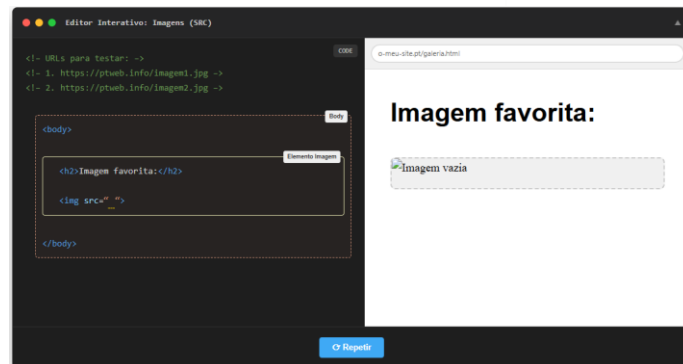 Editor Interativo: Imagens (SRC)
CODE
<!- URLs para testar: ->
<!- 1. https://ptweb.info/imagem1.jpg ->
<!- 2. https://ptweb.info/imagem2.jpg ->
Body
<body>
Elemento Imagem
<h2>Imagem favorita:</h2>
<img src="_">
</body>
o-meu-site.pt/galeria.html
Imagem favorita:
Imagem vazia
Repetir